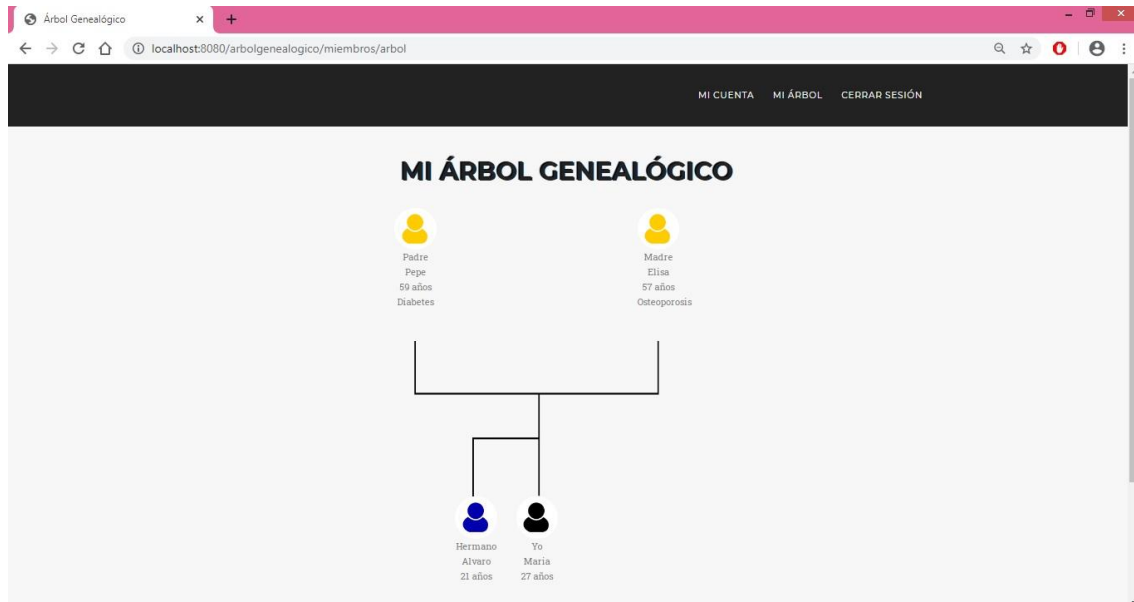 Árbol Genealógico
localhost:8080/arbolgenealogico/miembros/arbol
MI CUENTA MI ÁRBOL CERRAR SESIÓN
MI ÁRBOL GENEALÓGICO
Padre
Pepe
59 años
Diabetes
Madre
Elisa
57 años
Osteoporosis
Hermano
Alvaro
21 años
Yo
Maria
27 años